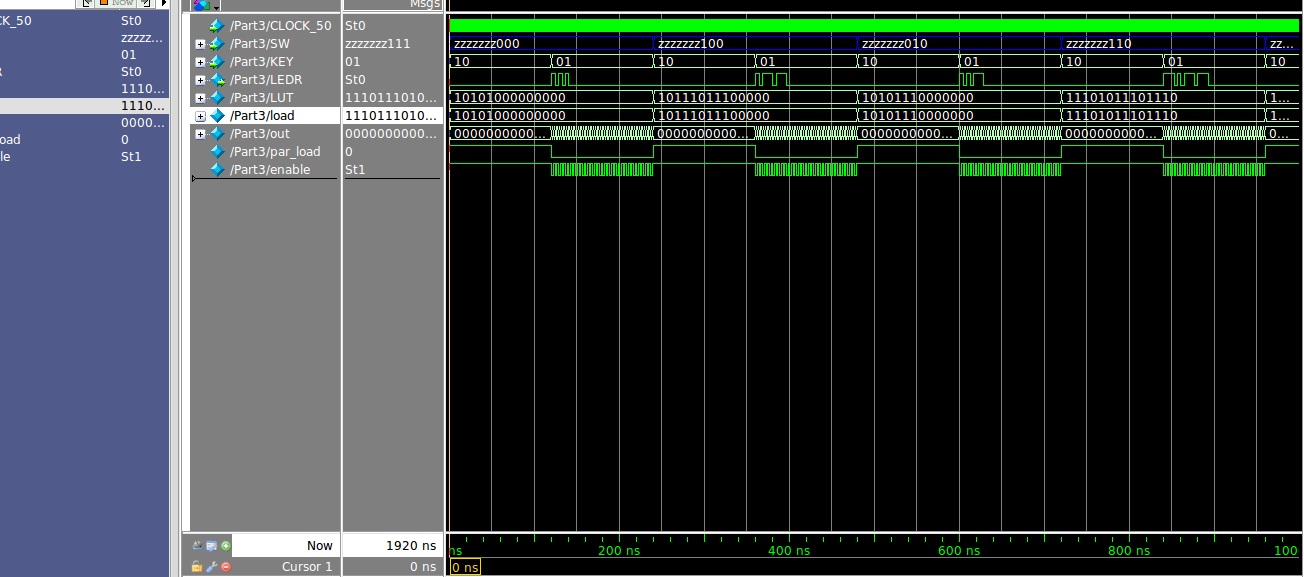 Now
Msgs
K_50 St0
zzzzz...
01
St0
1110...
1110...
0000...
oad 0
le St1
/Part3/CLOCK_50 St0
/Part3/SW zzzzzzz111 zzzzzzz000 zzzzzzz100 zzzzzzz010 zzzzzzz110 zz...
/Part3/KEY 01 10 01 10 01 10 01 10 01 10
/Part3/LEDR St0
/Part3/LUT 1110111010... 10101000000000 10111011100000 10101110000000 11101011101110 1...
/Part3/load 1110111010... 10101000000000 10111011100000 10101110000000 11101011101110 1...
/Part3/out 0000000000... 0000000000... 0000000000... 0000000000... 0000000000... 0...
/Part3/par_load 0
/Part3/enable St1
Now 1920 ns ns 200 ns 400 ns 600 ns 800 ns 100
Cursor 1 0 ns 0 ns